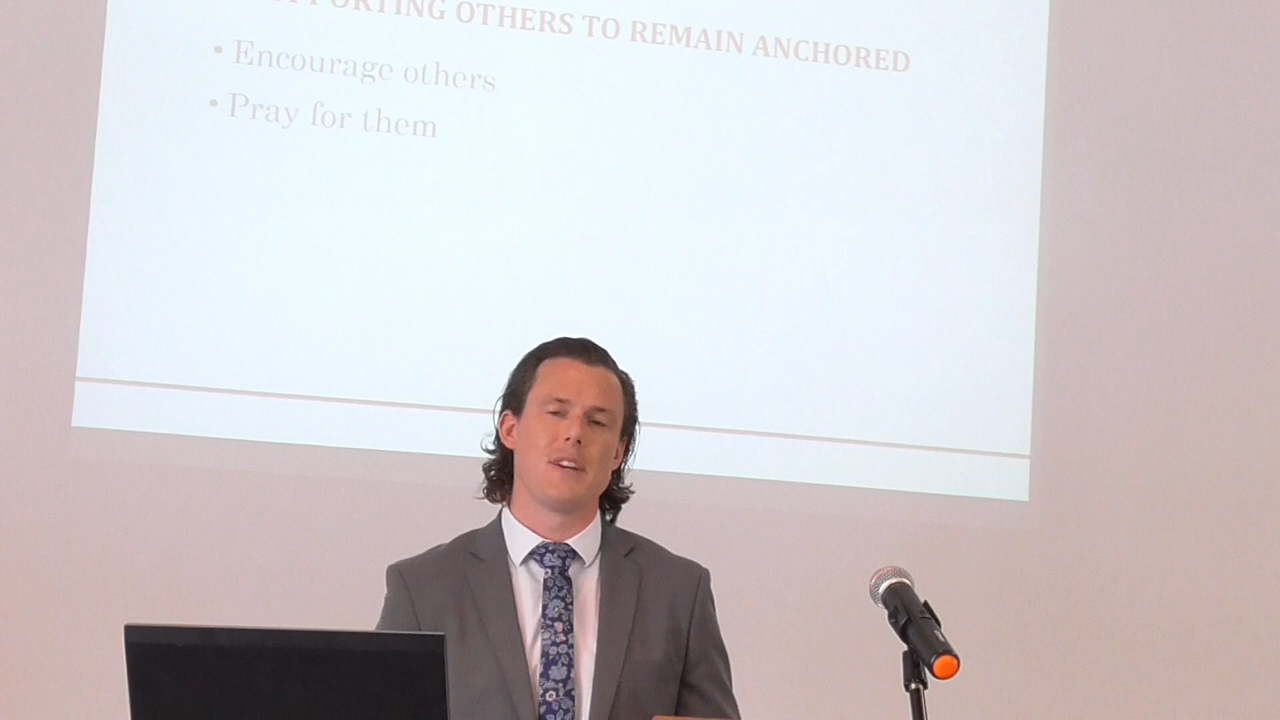 OTHERS TO REMAIN ANCHORED
• Encourage others
• Pray for them